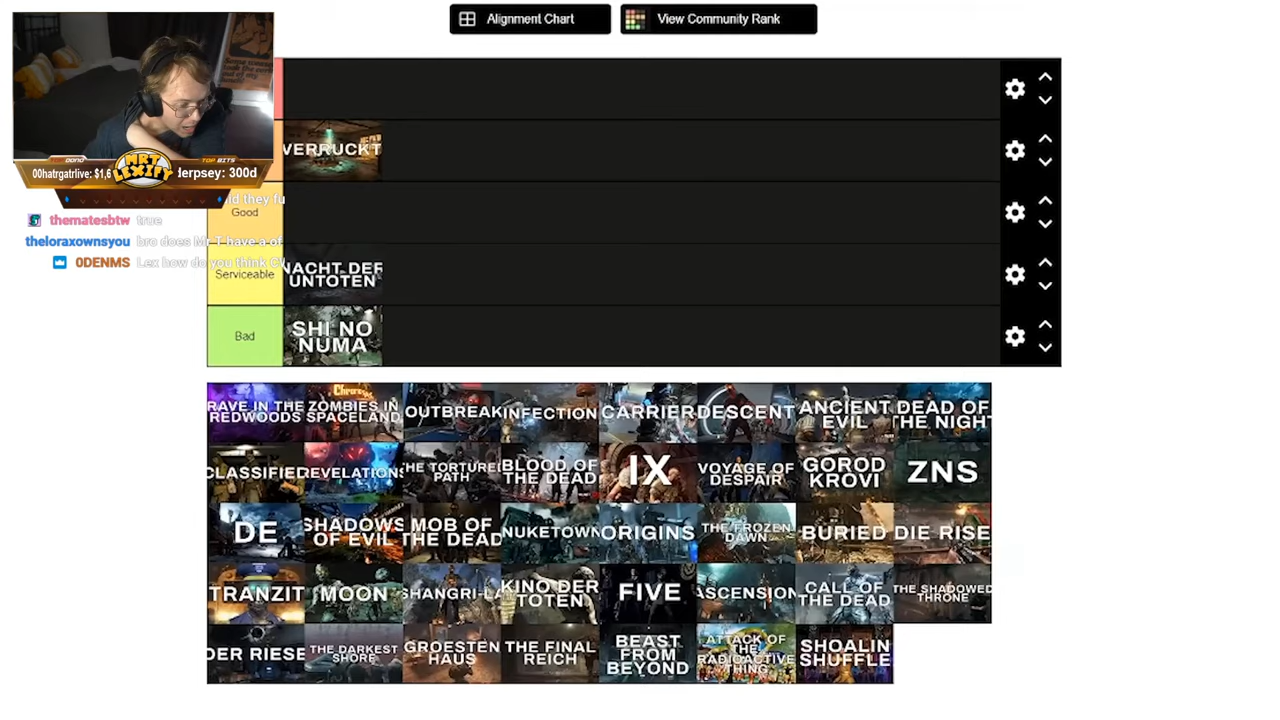 Alignment Chart
View Community Rank
VERRUCKT
MRT
LEXIFY
TOP BITS
00hatrgatrlive: $1,6
derpsey: 300d
Good
thematesbtw true
theloraxownsyou bro does Mr T have a of
0DENMS Lex how do you think
Serviceable
NACHT DER
UNTOTEN
Bad
SHI NO
NUMA
RAVE IN THE
REDWOODS
ZOMBIES IN
SPACELAND
OUTBREAK
INFECTION
CARRIER
DESCENT
ANCIENT
EVIL
DEAD OF
THE NIGHT
CLASSIFIED
REVELATIONS
THE TORTURED
PATH
BLOOD OF
THE DEAD
IX
VOYAGE OF
DESPAIR
GOROD
KROVI
ZNS
DE
SHADOWS
OF EVIL
MOB OF
THE DEAD
NUKETOWN
ORIGINS
THE FROZEN
DAWN
BURIED
DIE RISE
TRANZIT
MOON
SHANGRI-LA
KINO DER
TOTEN
FIVE
ASCENSION
CALL OF
THE DEAD
THE SHADOWED
THRONE
DER RIESE
THE DARKEST
SHORE
GROESTEN
HAUS
THE FINAL
REICH
BEAST
FROM
BEYOND
ATTACK OF
THE
RADIOACTIVE
THING
SHOALIN
SHUFFLE